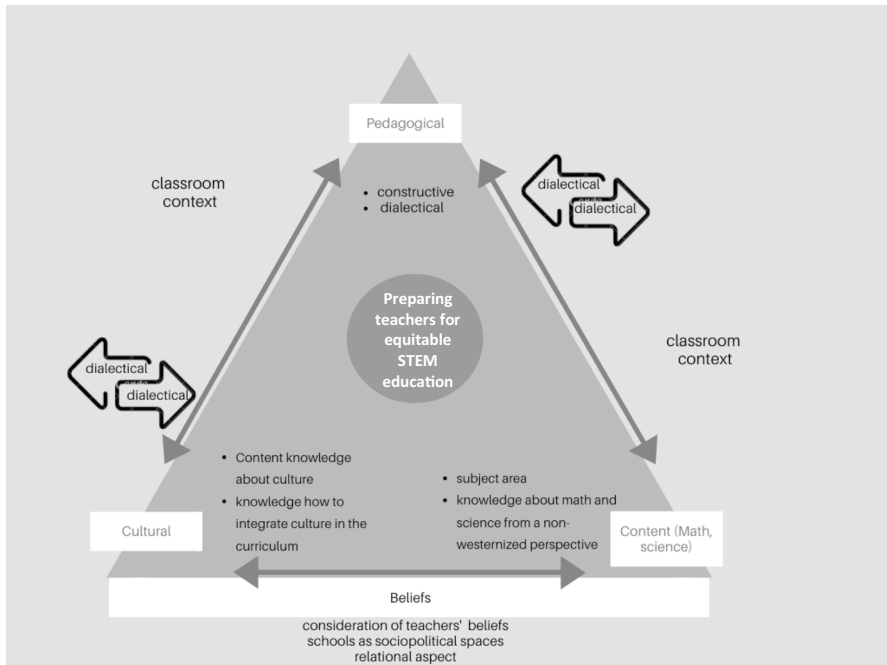 Pedagogical
classroom
context
• constructive
• dialectical
dialectical
dialectical
Preparing
teachers for
equitable
STEM
education
classroom
context
dialectical
dialectical
• Content knowledge
about culture
• knowledge how to
integrate culture in the
curriculum
• subject area
• knowledge about math and
science from a non-
westernized perspective
Cultural
Content (Math,
science)
Beliefs
consideration of teachers' beliefs
schools as sociopolitical spaces
relational aspect